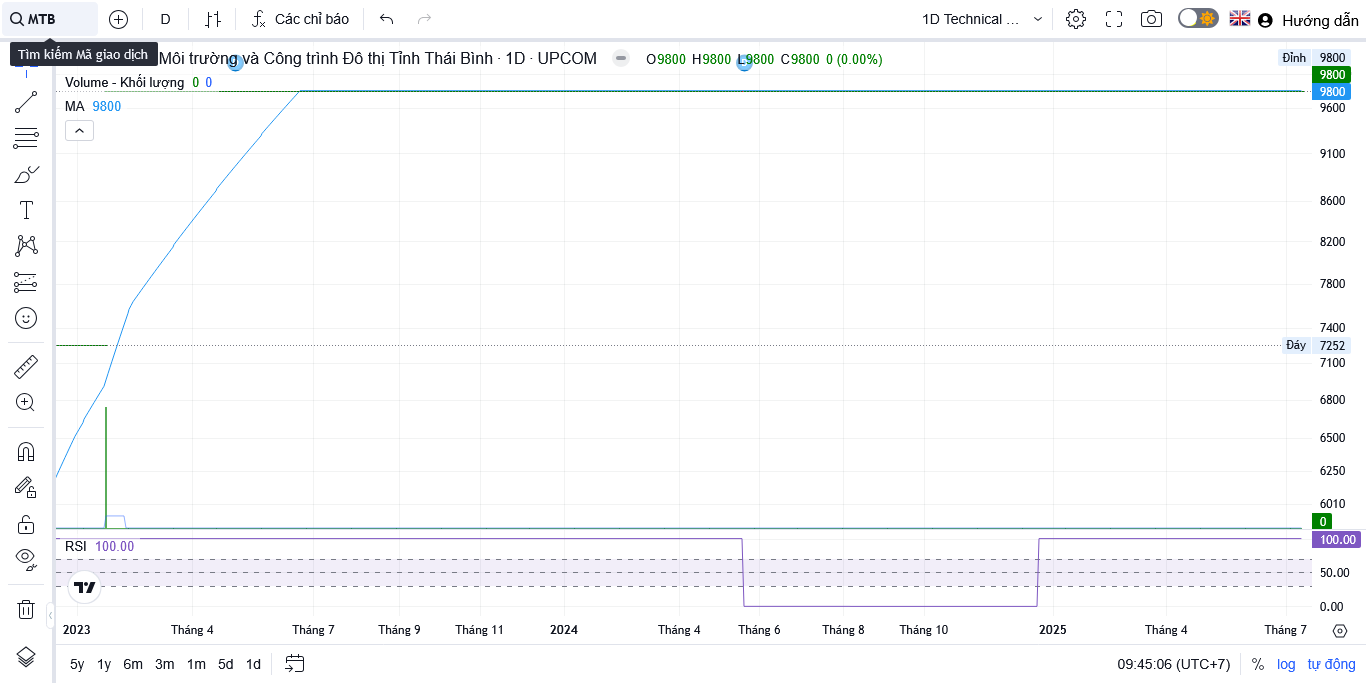 MTB
D
Các chỉ báo
1D Technical ...
Hướng dẫn
Tìm kiếm Mã giao dịch
Môi trường và Công trình Đô thị Tỉnh Thái Bình · 1D · UPCOM
O9800 H9800 L9800 C9800 0 (0.00%)
Volume - Khối lượng 0 0
MA 9800
Đỉnh 9800
9800
9800
9600
9100
8600
8200
7800
7400
Đáy 7252
7100
6800
6500
6250
6010
0
RSI 100.00
100.00
50.00
0.00
2023 Tháng 4 Tháng 7 Tháng 9 Tháng 11 2024 Tháng 4 Tháng 6 Tháng 8 Tháng 10 2025 Tháng 4 Tháng 7
5y 1y 6m 3m 1m 5d 1d
09:45:06 (UTC+7) % log tự động